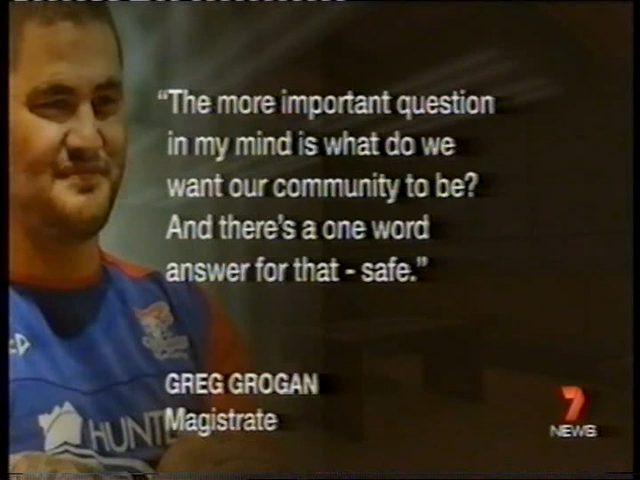 “The more important question
in my mind is what do we
want our community to be?
And there's a one word
answer for that - safe.”
GREG GROGAN
Magistrate
HUNTE
7
NEWS